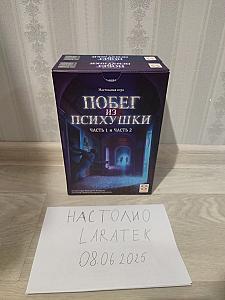 Настольная игра
ПОБЕГ
ИЗ
ПСИХУШКИ
ЧАСТЬ 1 и ЧАСТЬ 2
НАСТОЛИО
LARATEK
08.06.2025